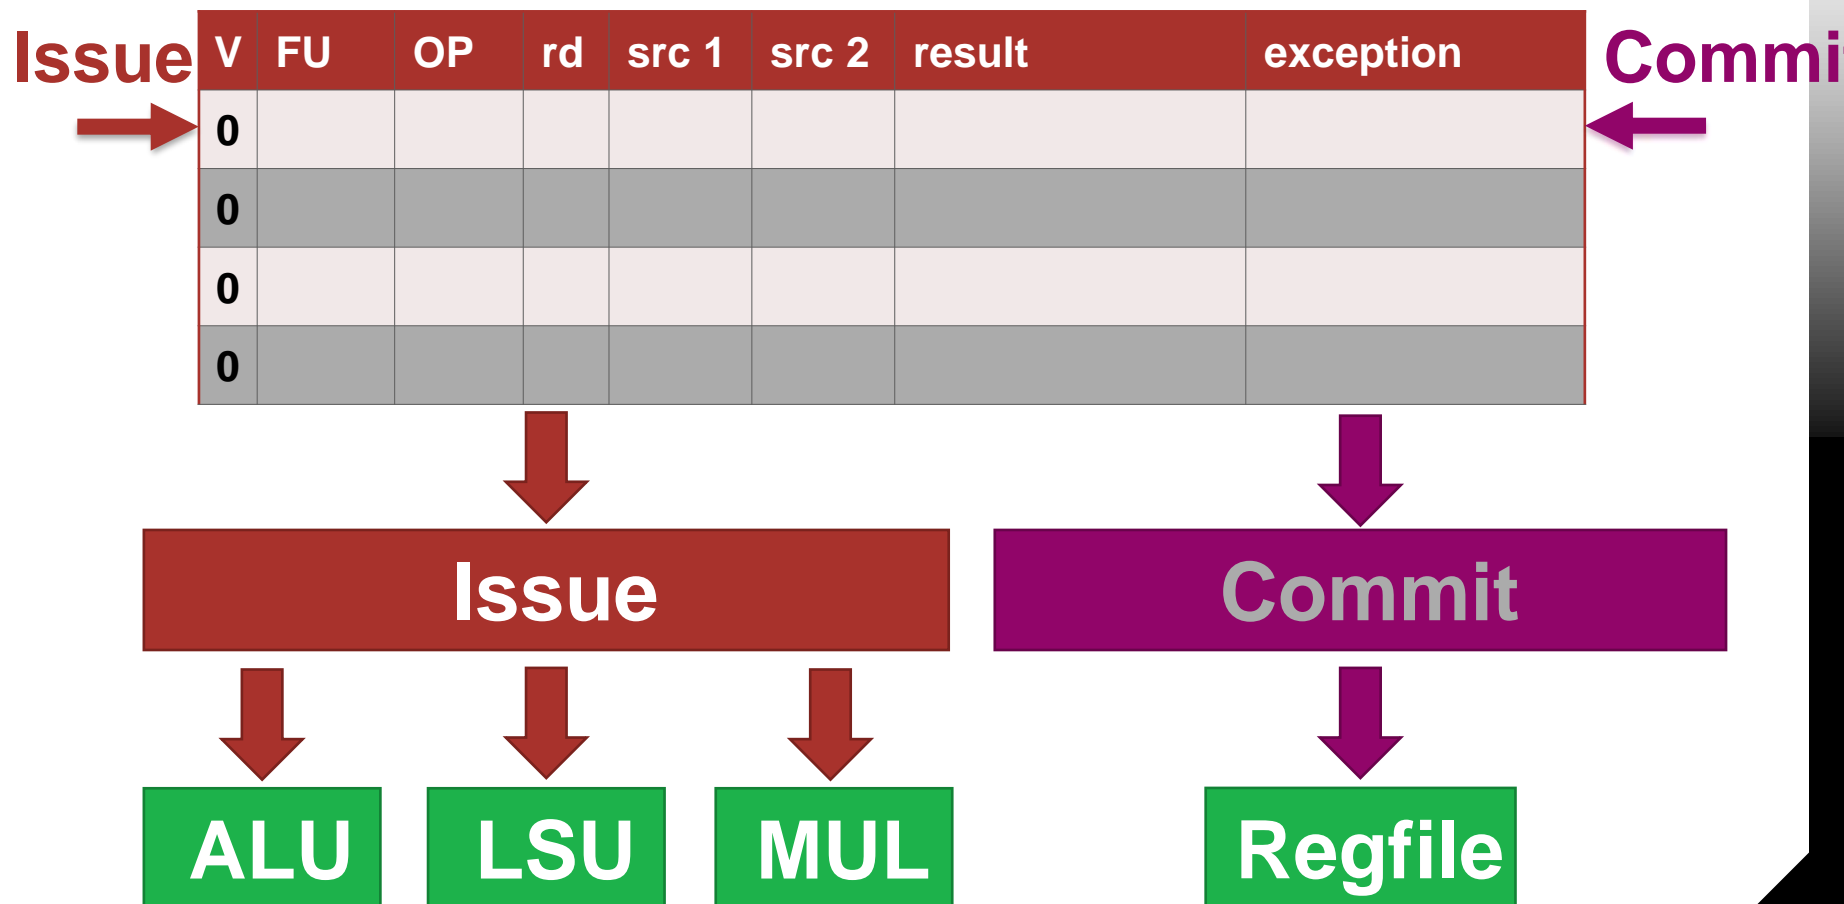 Issue V FU OP rd src 1 src 2 result exception Commi
0
0
0
0
Issue Commit
ALU LSU MUL Regfile